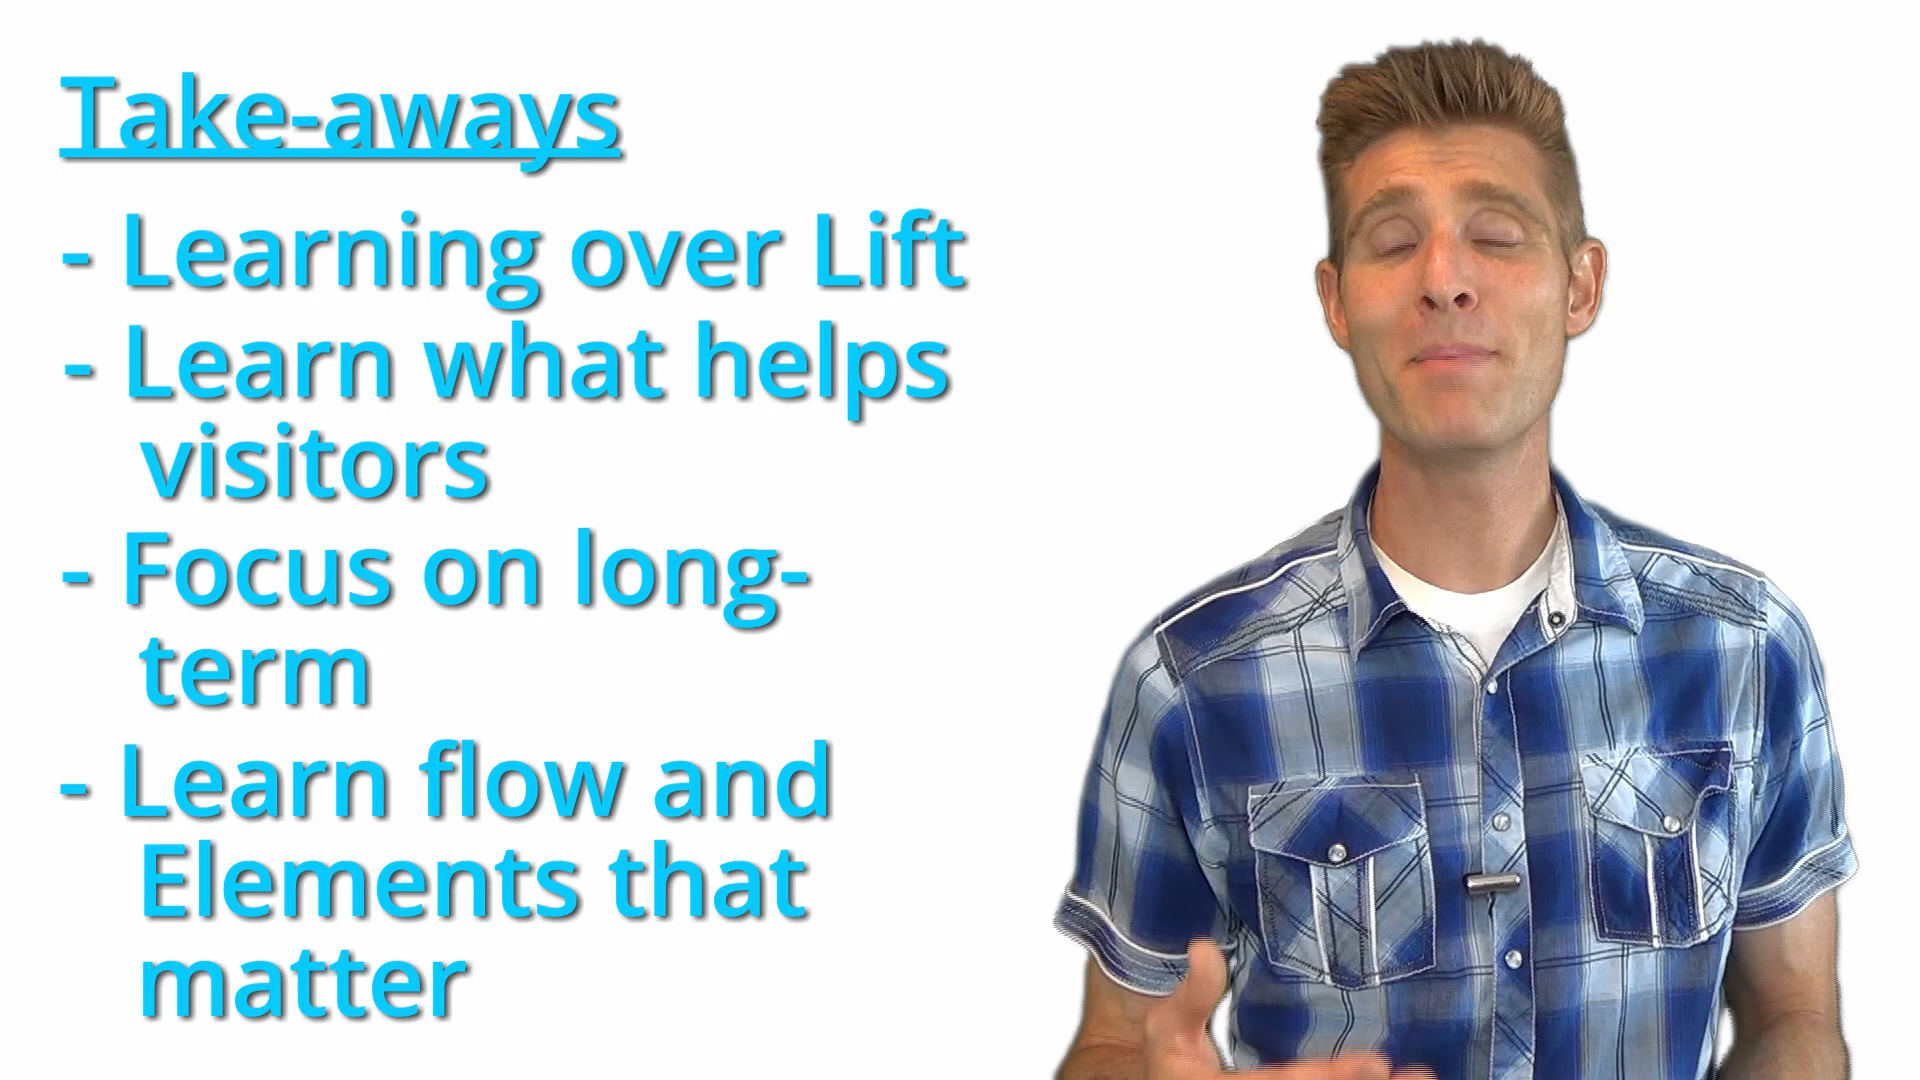 Take-aways
- Learning over Lift
- Learn what helps
visitors
- Focus on long-
term
- Learn flow and
Elements that
matter